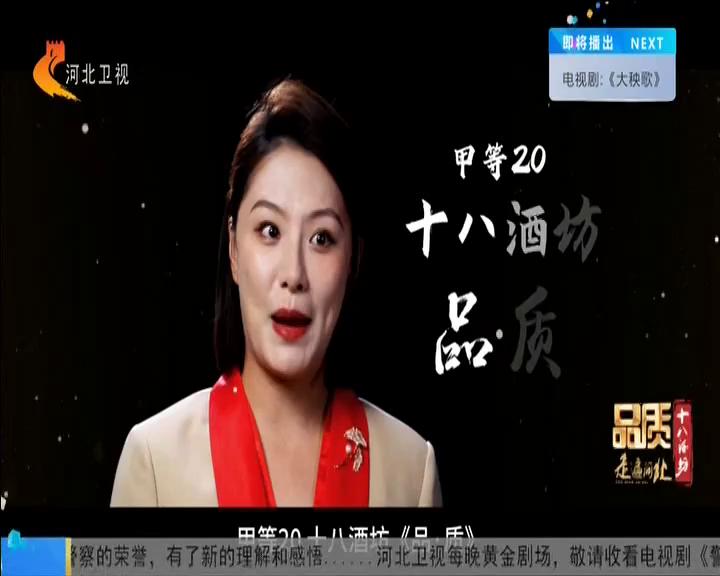 河北卫视
即将播出 NEXT
电视剧:《大秧歌》
甲等20
十八酒坊
品·质
品质
十八酒坊
走遍河北
甲等20 十八酒坊《品·质》
察的荣誉，有了新的理解和感悟……河北卫视每晚黄金剧场，敬请收看电视剧《警